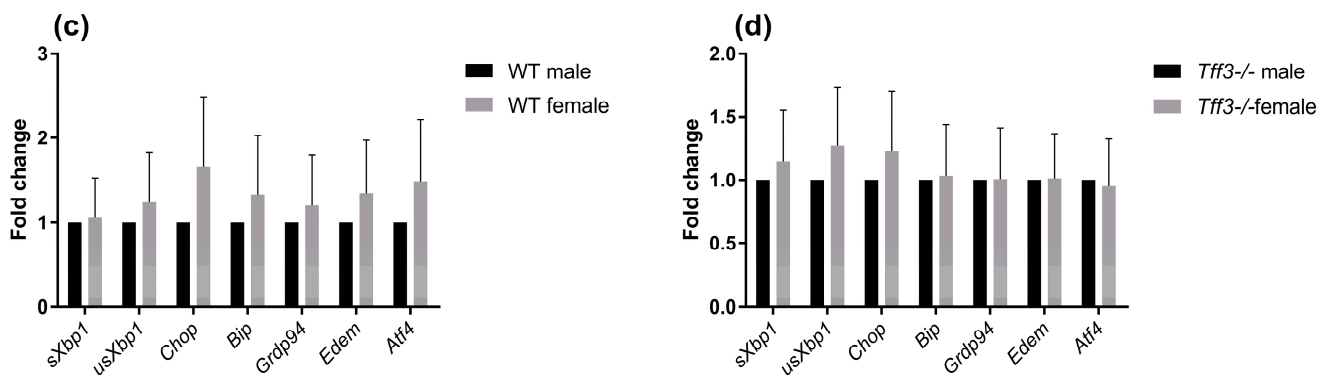 (c)
3
2
1
0
Fold change
WT male
WT female
sXbp1
usXbp1
Chop
Bip
Grdp94
Edem
Atf4
(d)
2.0
1.5
1.0
0.5
0.0
Fold change
Tff3-/- male
Tff3-/-female
sXbp1
usXbp1
Chop
Bip
Grdp94
Edem
Atf4